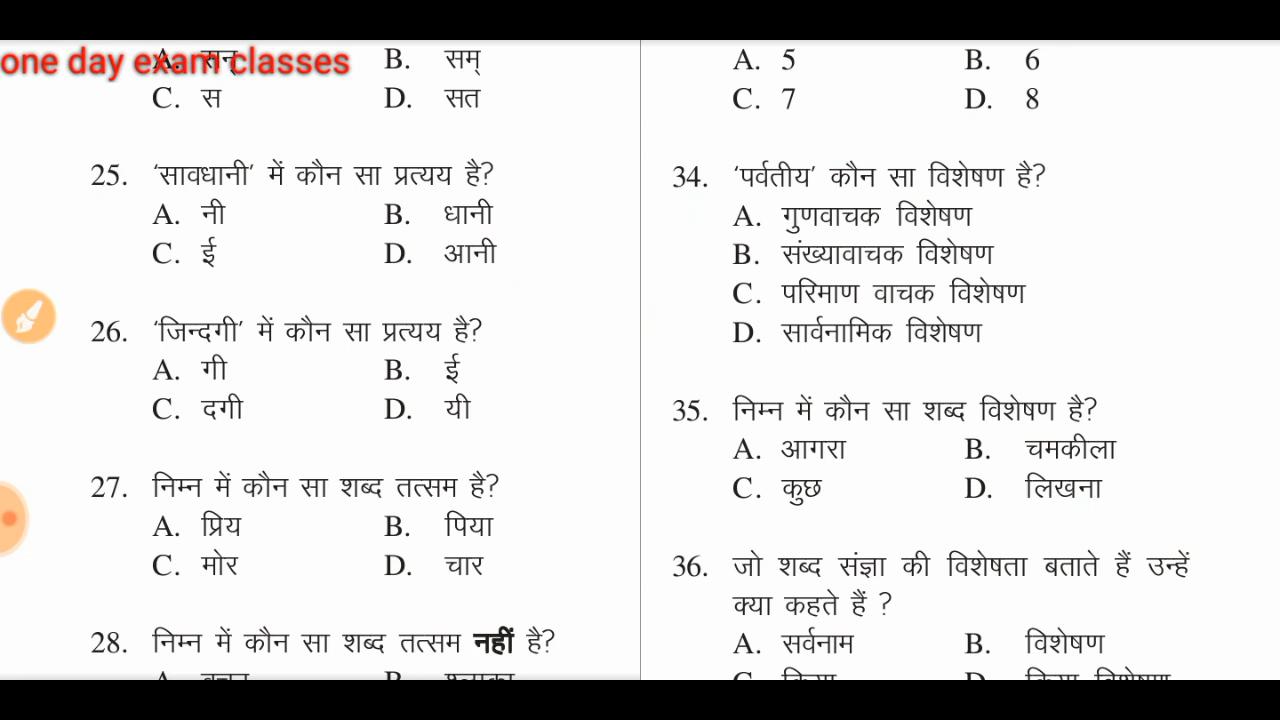 one day exam classes
A. सन् B. सम्
C. स D. सत
25. ‘सावधानी’ में कौन सा प्रत्यय है?
A. नी B. धानी
C. ई D. आनी
26. ‘जिन्दगी’ में कौन सा प्रत्यय है?
A. गी B. ई
C. दगी D. यी
27. निम्न में कौन सा शब्द तत्सम है?
A. प्रिय B. पिया
C. मोर D. चार
28. निम्न में कौन सा शब्द तत्सम नहीं है?
A. 5 B. 6
C. 7 D. 8
34. ‘पर्वतीय’ कौन सा विशेषण है?
A. गुणवाचक विशेषण
B. संख्यावाचक विशेषण
C. परिमाण वाचक विशेषण
D. सार्वनामिक विशेषण
35. निम्न में कौन सा शब्द विशेषण है?
A. आगरा B. चमकीला
C. कुछ D. लिखना
36. जो शब्द संज्ञा की विशेषता बताते हैं उन्हें
क्या कहते हैं ?
A. सर्वनाम B. विशेषण